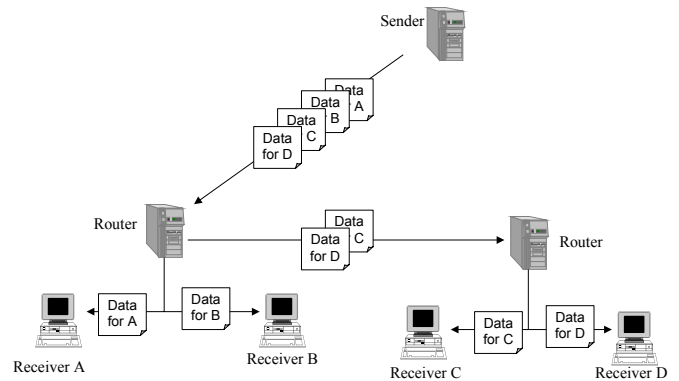 Sender
Data
A
Data
B
Data
C
Data
for D
Router
Data
C
Data
for D
Router
Data
for A
Data
for B
Data
for C
Data
for D
Receiver A
Receiver B
Receiver C
Receiver D